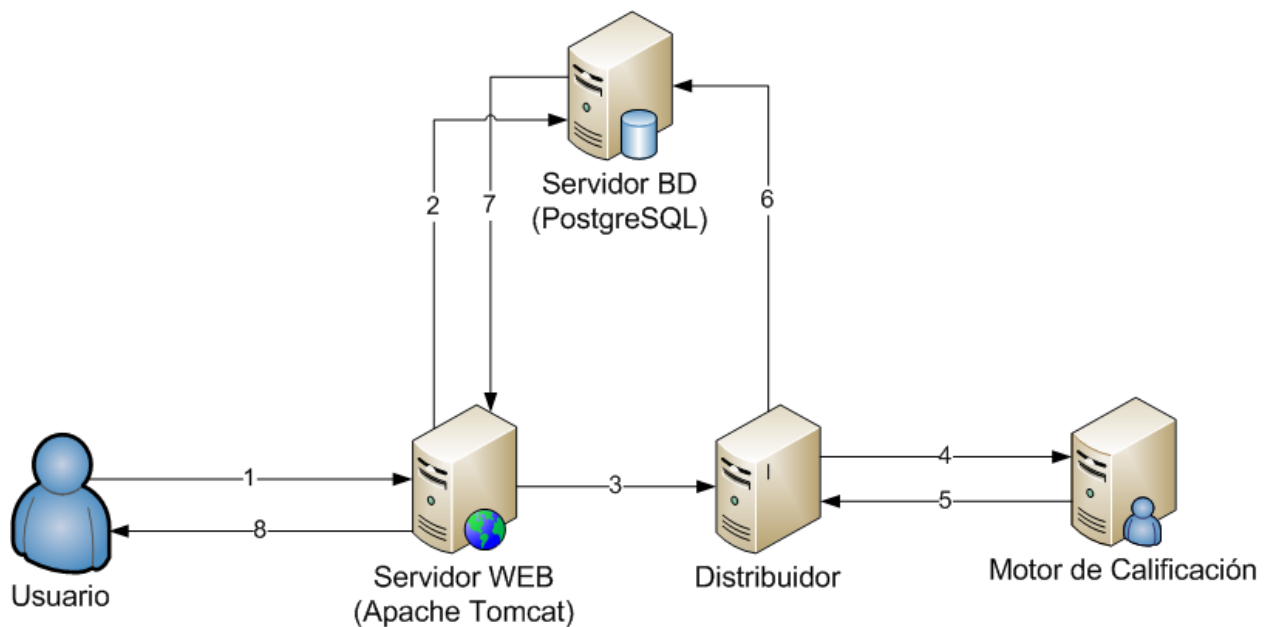 Servidor BD
(PostgreSQL)
2
7
6
1
3
4
5
8
Usuario
Servidor WEB
(Apache Tomcat)
Distribuidor
Motor de Calificación